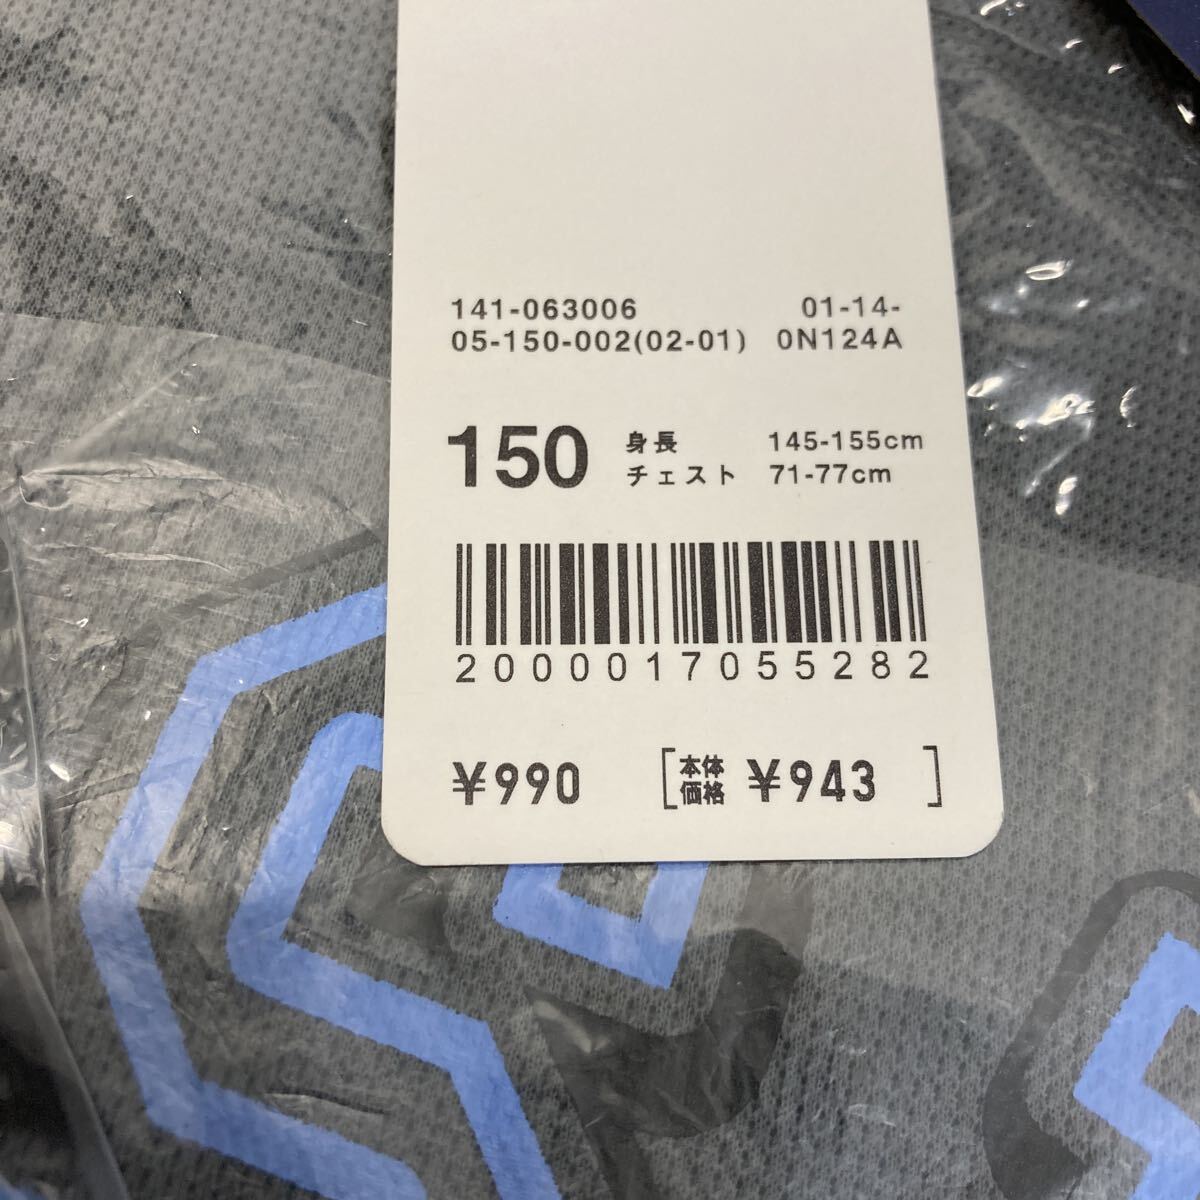 141-063006 01-14-
05-150-002(02-01) 0N124A
150 身長 145-155cm
チェスト 71-77cm
2000017055282
¥990 [本体価格 ¥943 ]